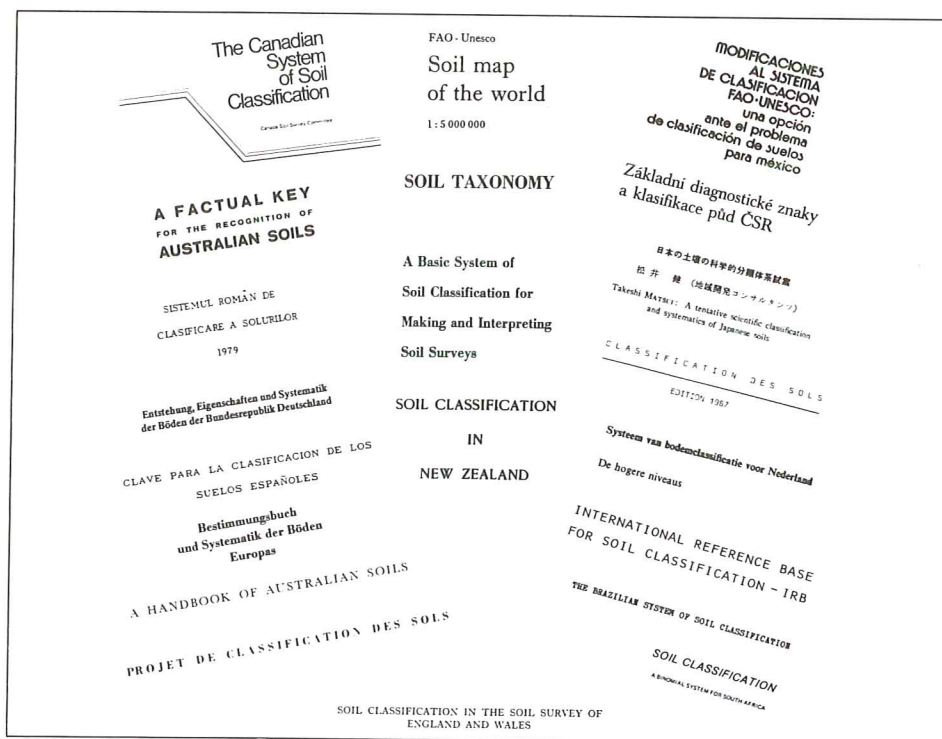 The Canadian
System
of Soil
Classification
Canada Soil Survey Committee
A FACTUAL KEY
FOR THE RECOGNITION OF
AUSTRALIAN SOILS
SISTEMUL ROMÂN DE
CLASIFICARE A SOLURILOR
1979
Entstehung, Eigenschaften und Systematik
der Böden der Bundesrepublik Deutschland
CLAVE PARA LA CLASIFICACION DE LOS
SUELOS ESPAÑOLES
Bestimmungsbuch
und Systematik der Böden
Europas
A HANDBOOK OF AUSTRALIAN SOILS
PROJET DE CLASSIFICATION DES SOLS
FAO - Unesco
Soil map
of the world
1 : 5 000 000
SOIL TAXONOMY
A Basic System of
Soil Classification for
Making and Interpreting
Soil Surveys
SOIL CLASSIFICATION
IN
NEW ZEALAND
MODIFICACIONES
AL SISTEMA
DE CLASIFICACION
FAO·UNESCO:
una opción
ante el problema
de clasificación de suelos
para méxico
Základní diagnostické znaky
a klasifikace půd ČSR
日本の土壌の科学的分類体系試案
松井 健 (地域開発コンサルタンツ)
Takeshi MATSUI: A tentative scientific classification
and systematics of Japanese soils
CLASSIFICATION DES SOLS
EDITION 1967
Systeem van bodemclassificatie voor Nederland
De hogere niveaus
INTERNATIONAL REFERENCE BASE
FOR SOIL CLASSIFICATION - IRB
THE BRAZILIAN SYSTEM OF SOIL CLASSIFICATION
SOIL CLASSIFICATION
A BINOMIAL SYSTEM FOR SOUTH AFRICA
SOIL CLASSIFICATION IN THE SOIL SURVEY OF
ENGLAND AND WALES